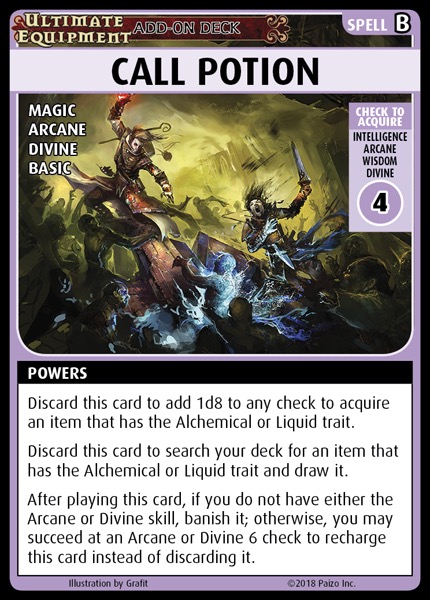 Ultimate
Equipment ADD-ON DECK
SPELL B
CALL POTION
MAGIC
ARCANE
DIVINE
BASIC
CHECK TO
ACQUIRE
INTELLIGENCE
ARCANE
WISDOM
DIVINE
4
POWERS
Discard this card to add 1d8 to any check to acquire
an item that has the Alchemical or Liquid trait.
Discard this card to search your deck for an item that
has the Alchemical or Liquid trait and draw it.
After playing this card, if you do not have either the
Arcane or Divine skill, banish it; otherwise, you may
succeed at an Arcane or Divine 6 check to recharge
this card instead of discarding it.
Illustration by Grafit
©2018 Paizo Inc.